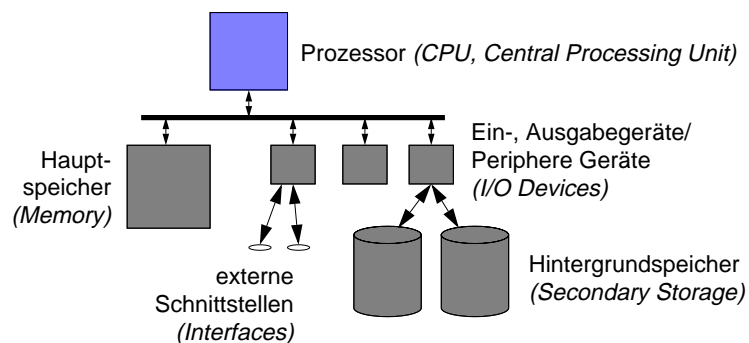 Prozessor (CPU, Central Processing Unit)
Haupt-
speicher
(Memory)
Ein-, Ausgabegeräte/
Periphere Geräte
(I/O Devices)
externe
Schnittstellen
(Interfaces)
Hintergrundspeicher
(Secondary Storage)